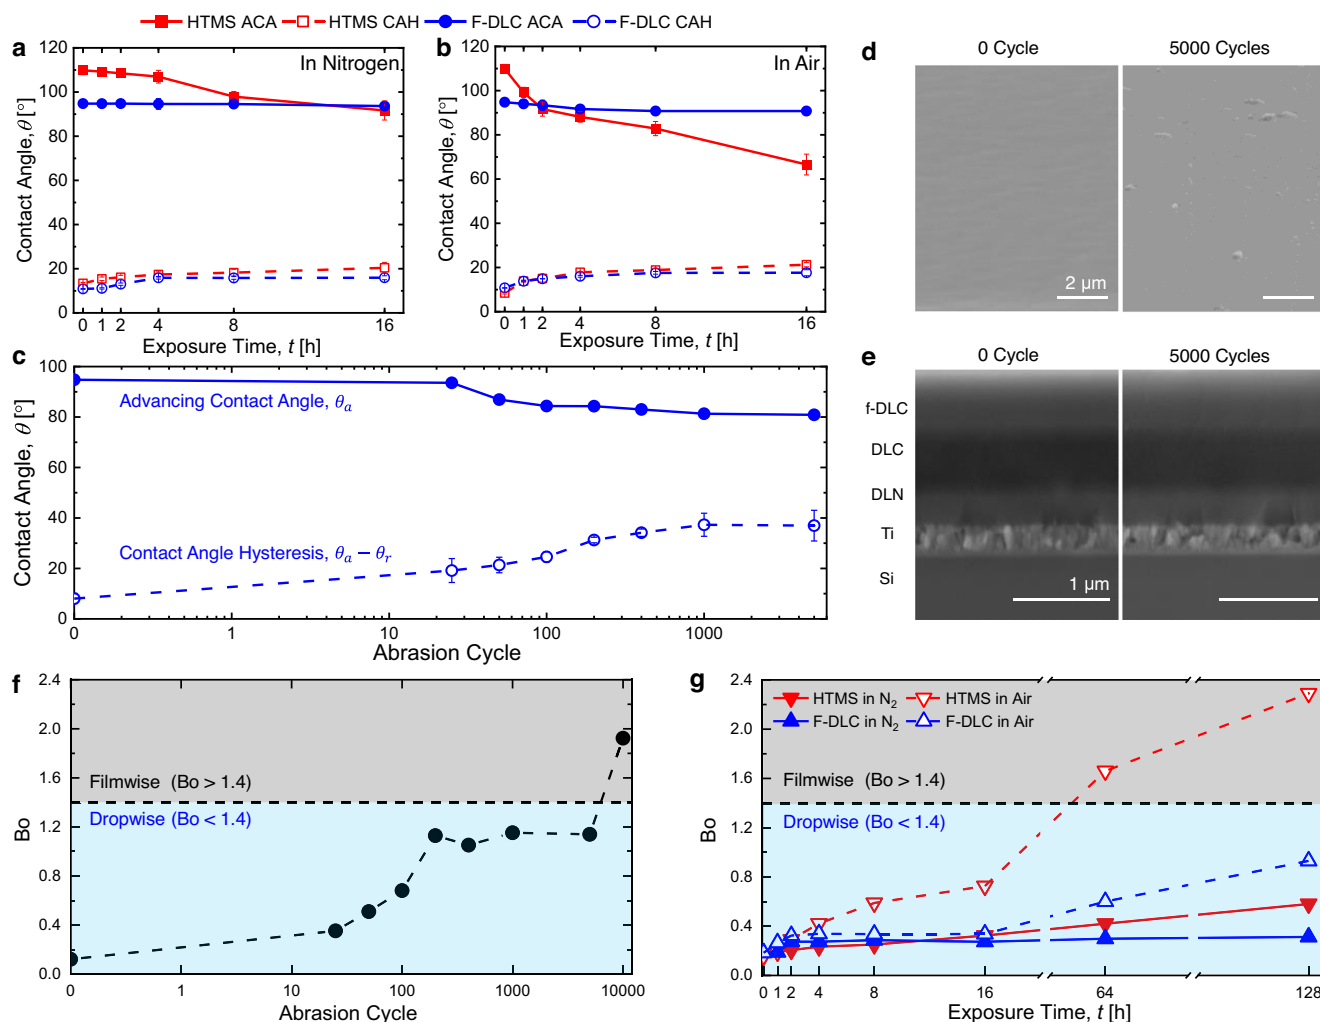 HTMS ACA HTMS CAH F-DLC ACA F-DLC CAH
a
In Nitrogen
Contact Angle, θ [°]
120
100
80
60
40
20
0
0 1 2 4 8 16
Exposure Time, t [h]
b
In Air
Contact Angle, θ [°]
120
100
80
60
40
20
0
0 1 2 4 8 16
Exposure Time, t [h]
d
0 Cycle 5000 Cycles
2 μm
c
Contact Angle, θ [°]
100
80
60
40
20
0
Advancing Contact Angle, θa
Contact Angle Hysteresis, θa − θr
0 1 10 100 1000
Abrasion Cycle
e
0 Cycle 5000 Cycles
f-DLC
DLC
DLN
Ti
Si
1 μm
f
Bo
2.4
2.0
1.6
1.2
0.8
0.4
0.0
Filmwise (Bo > 1.4)
Dropwise (Bo < 1.4)
0 1 10 100 1000 10000
Abrasion Cycle
g
Bo
2.4
2.0
1.6
1.2
0.8
0.4
0.0
HTMS in N2 HTMS in Air
F-DLC in N2 F-DLC in Air
Filmwise (Bo > 1.4)
Dropwise (Bo < 1.4)
0 1 2 4 8 16 64 128
Exposure Time, t [h]